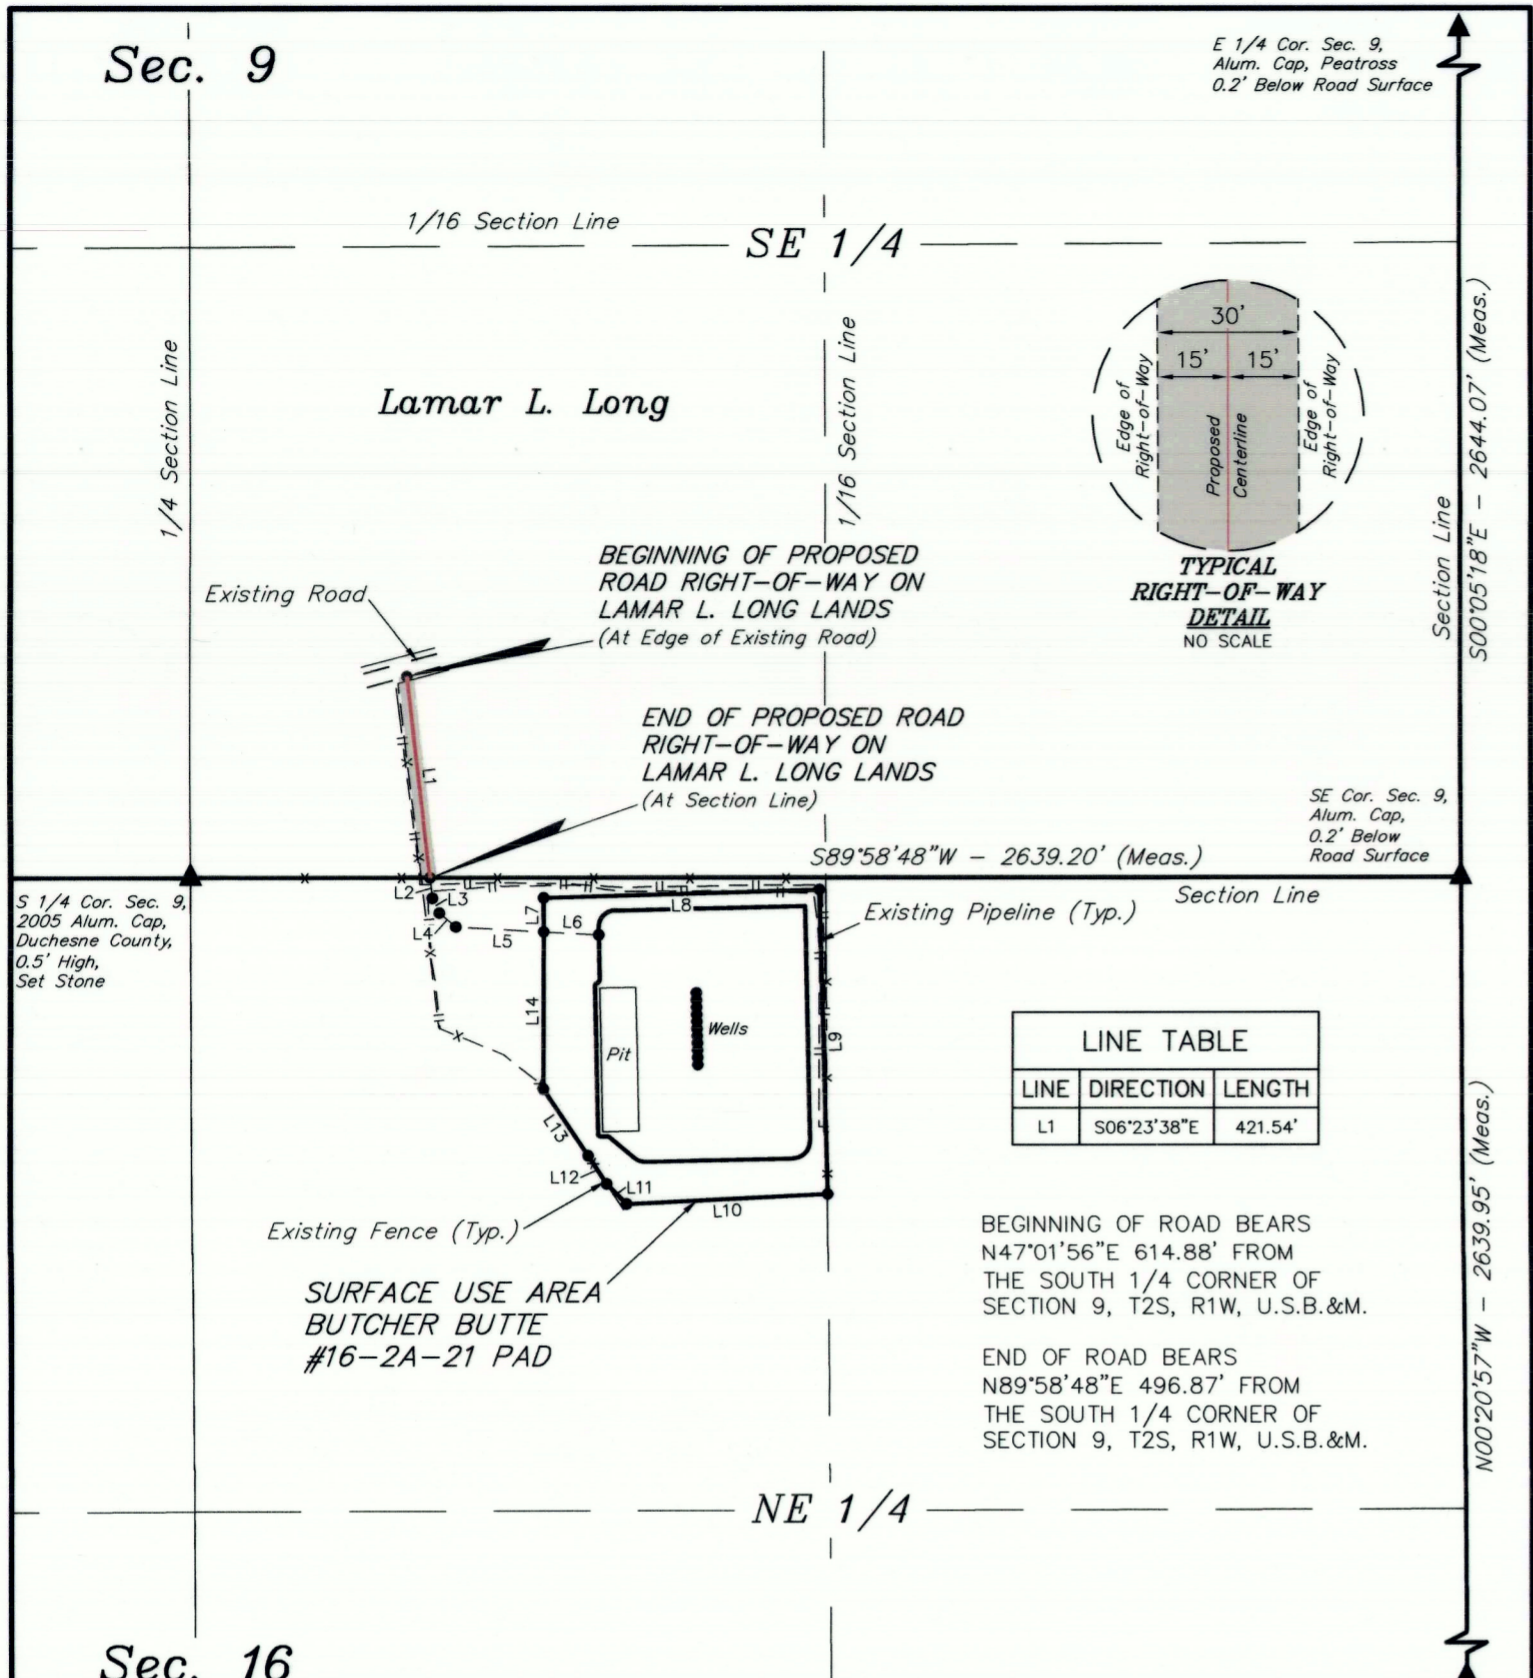 Sec. 9
E 1/4 Cor. Sec. 9,
Alum. Cap, Peatross
0.2' Below Road Surface
1/16 Section Line
SE 1/4
1/4 Section Line
Lamar L. Long
1/16 Section Line
30'
15' 15'
Edge of
Right-of-Way
Proposed
Centerline
Edge of
Right-of-Way
TYPICAL
RIGHT-OF-WAY
DETAIL
NO SCALE
Section Line
S00°05'18"E - 2644.07' (Meas.)
Existing Road
BEGINNING OF PROPOSED
ROAD RIGHT-OF-WAY ON
LAMAR L. LONG LANDS
(At Edge of Existing Road)
END OF PROPOSED ROAD
RIGHT-OF-WAY ON
LAMAR L. LONG LANDS
(At Section Line)
L1
SE Cor. Sec. 9,
Alum. Cap,
0.2' Below
Road Surface
S89°58'48"W - 2639.20' (Meas.)
Section Line
S 1/4 Cor. Sec. 9,
2005 Alum. Cap,
Duchesne County,
0.5' High,
Set Stone
L2
L3
L4
L5
L6
L7
L8
Existing Pipeline (Typ.)
L14
Wells
Pit
L9
L13
L12
L11
L10
LINE TABLE
LINE DIRECTION LENGTH
L1 S06°23'38"E 421.54'
Existing Fence (Typ.)
SURFACE USE AREA
BUTCHER BUTTE
#16-2A-21 PAD
BEGINNING OF ROAD BEARS
N47°01'56"E 614.88' FROM
THE SOUTH 1/4 CORNER OF
SECTION 9, T2S, R1W, U.S.B.&M.
END OF ROAD BEARS
N89°58'48"E 496.87' FROM
THE SOUTH 1/4 CORNER OF
SECTION 9, T2S, R1W, U.S.B.&M.
N00°20'57"W - 2639.95' (Meas.)
NE 1/4
Sec. 16